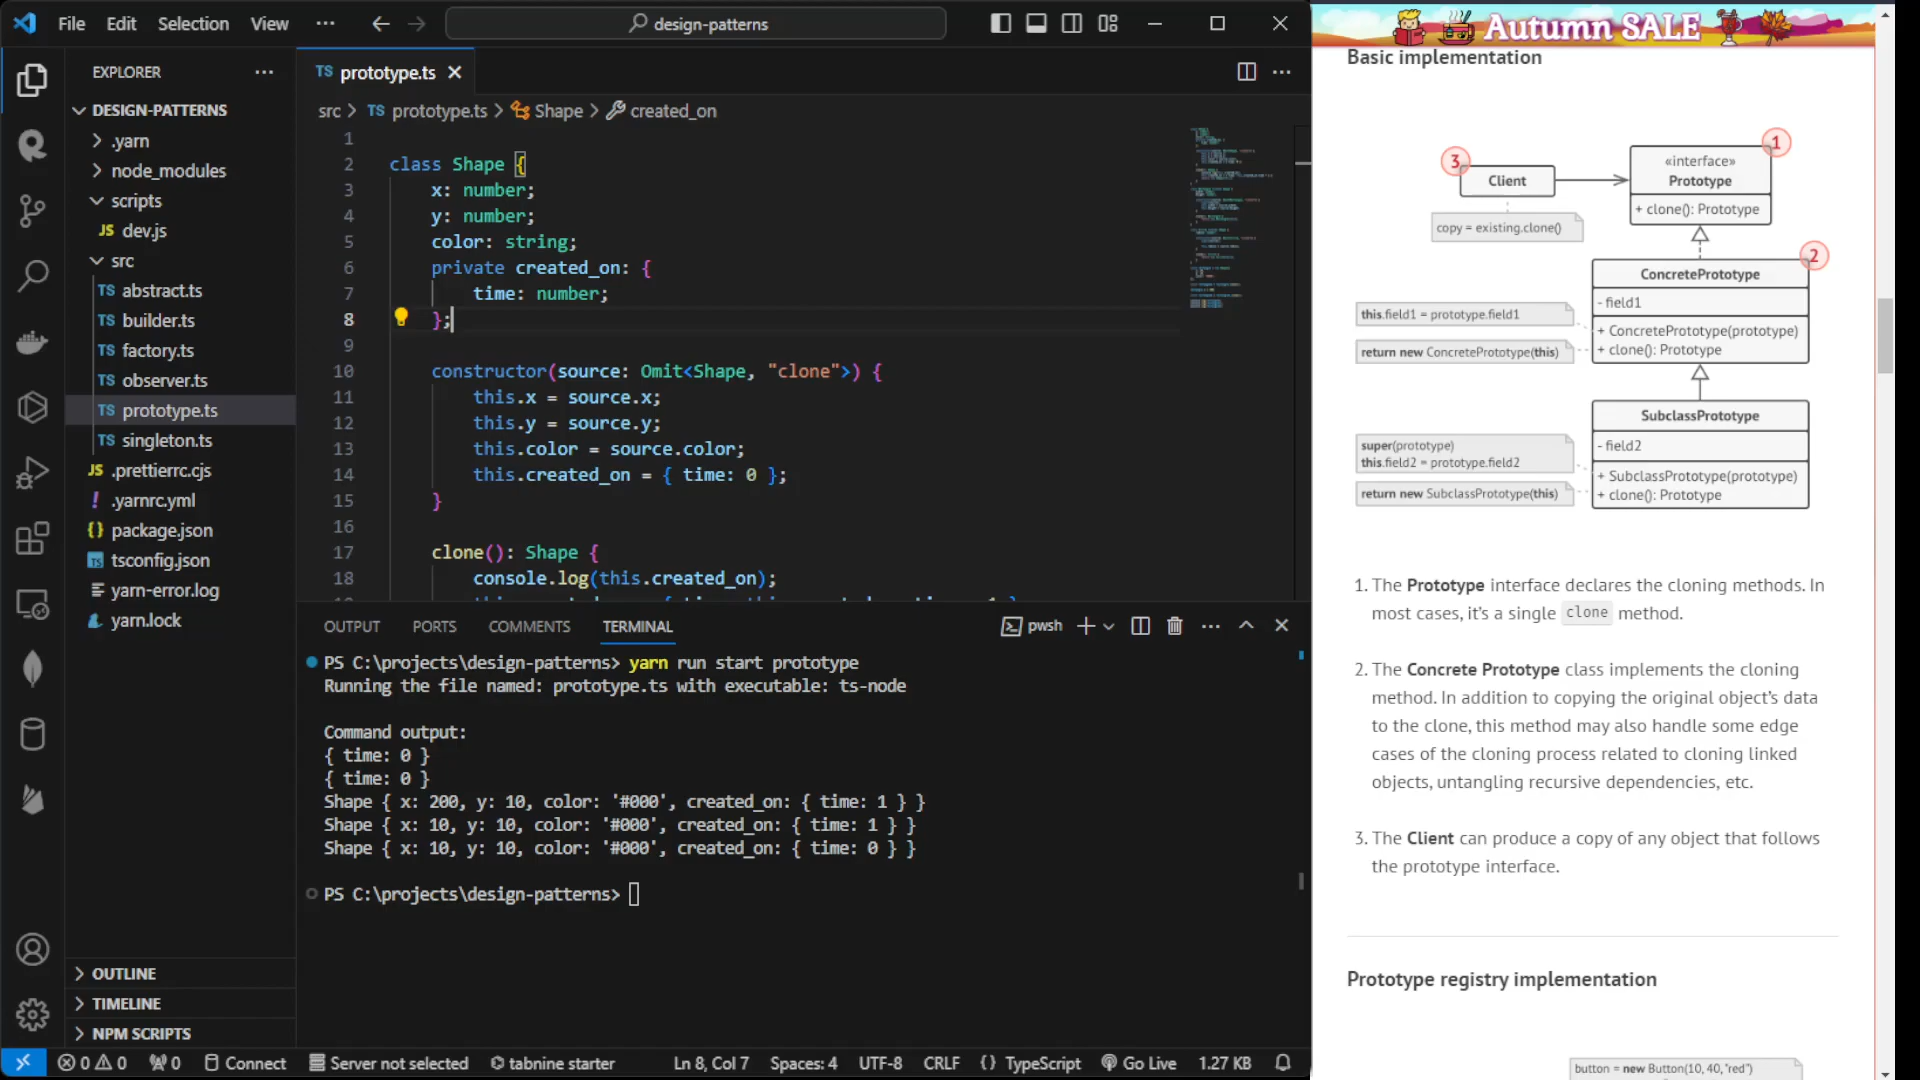 File
Edit
Selection
View
design-patterns
EXPLORER
DESIGN-PATTERNS
.yarn
node_modules
scripts
JS dev.js
src
TS abstract.ts
TS builder.ts
TS factory.ts
TS observer.ts
TS prototype.ts
TS singleton.ts
JS .prettierrc.cjs
! .yarnrc.yml
{} package.json
TS tsconfig.json
yarn-error.log
yarn.lock
OUTLINE
TIMELINE
NPM SCRIPTS
TS prototype.ts
src > TS prototype.ts > Shape > created_on
1
2 class Shape {
3 x: number;
4 y: number;
5 color: string;
6 private created_on: {
7 time: number;
8 };
9
10 constructor(source: Omit<Shape, "clone">) {
11 this.x = source.x;
12 this.y = source.y;
13 this.color = source.color;
14 this.created_on = { time: 0 };
15 }
16
17 clone(): Shape {
18 console.log(this.created_on);
OUTPUT
PORTS
COMMENTS
TERMINAL
pwsh
PS C:\projects\design-patterns> yarn run start prototype
Running the file named: prototype.ts with executable: ts-node
Command output:
{ time: 0 }
{ time: 0 }
Shape { x: 200, y: 10, color: '#000', created_on: { time: 1 } }
Shape { x: 10, y: 10, color: '#000', created_on: { time: 1 } }
Shape { x: 10, y: 10, color: '#000', created_on: { time: 0 } }
PS C:\projects\design-patterns>
0 0
0
Connect
Server not selected
tabnine starter
Ln 8, Col 7
Spaces: 4
UTF-8
CRLF
{} TypeScript
Go Live
1.27 KB
Autumn SALE
Basic implementation
3
Client
copy = existing.clone()
1
«interface»
Prototype
+ clone(): Prototype
2
ConcretePrototype
- field1
+ ConcretePrototype(prototype)
+ clone(): Prototype
this.field1 = prototype.field1
return new ConcretePrototype(this)
SubclassPrototype
- field2
+ SubclassPrototype(prototype)
+ clone(): Prototype
super(prototype)
this.field2 = prototype.field2
return new SubclassPrototype(this)
1. The Prototype interface declares the cloning methods. In
most cases, it's a single clone method.
2. The Concrete Prototype class implements the cloning
method. In addition to copying the original object's data
to the clone, this method may also handle some edge
cases of the cloning process related to cloning linked
objects, untangling recursive dependencies, etc.
3. The Client can produce a copy of any object that follows
the prototype interface.
Prototype registry implementation
button = new Button(10, 40, "red")